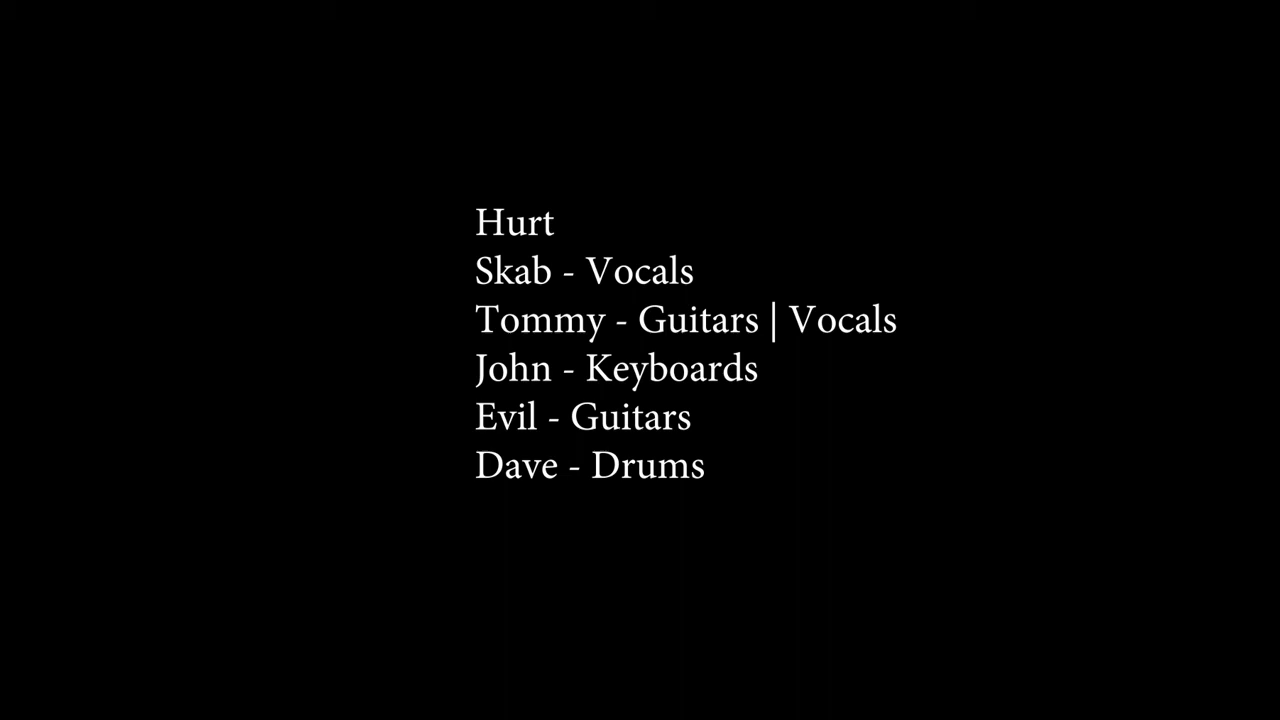 Hurt
Skab - Vocals
Tommy - Guitars | Vocals
John - Keyboards
Evil - Guitars
Dave - Drums